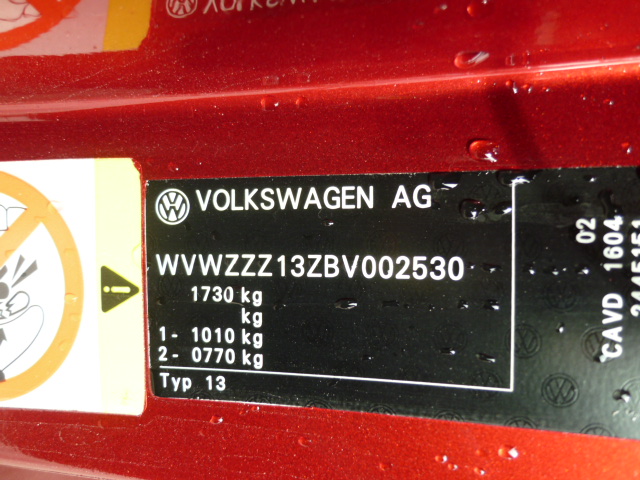 VOLKSWAGEN AG
WVWZZZ13ZBV002530
1730 kg
kg
1- 1010 kg
2- 0770 kg
Typ 13
02
CAVD 1604